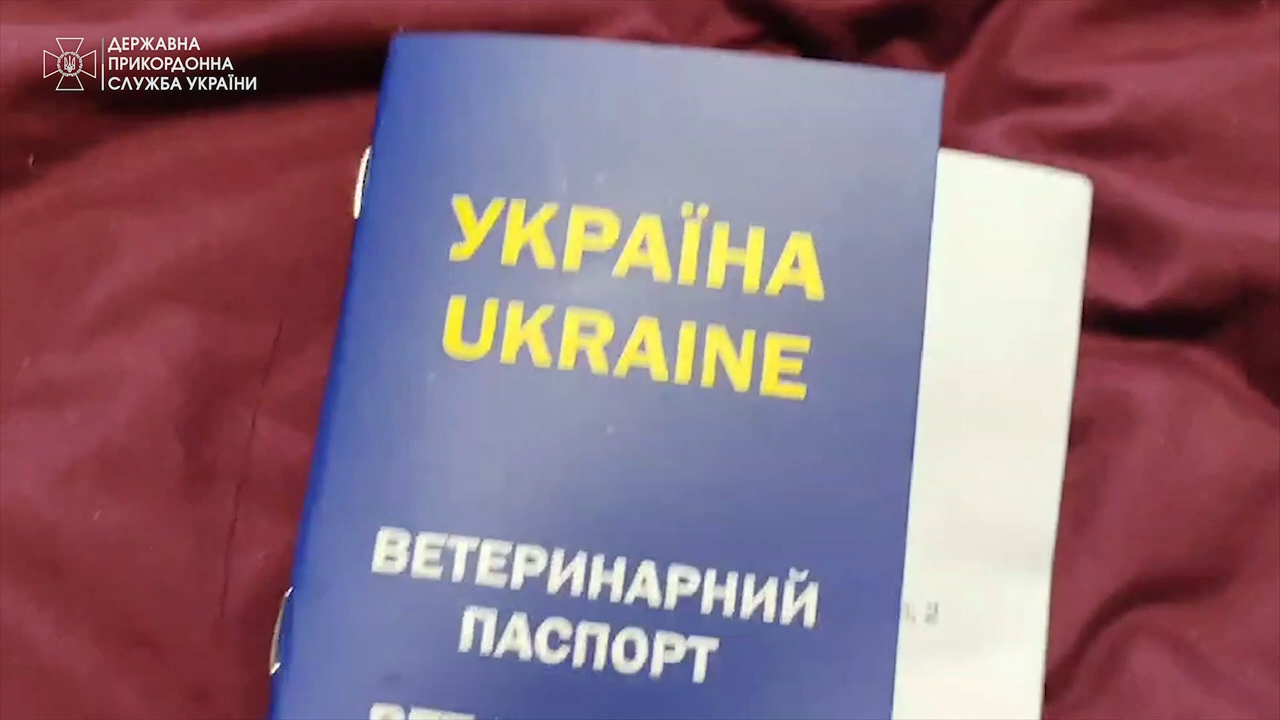 ДЕРЖАВНА
ПРИКОРДОННА
СЛУЖБА УКРАЇНИ
УКРАЇНА
UKRAINE
ВЕТЕРИНАРНИЙ
ПАСПОРТ